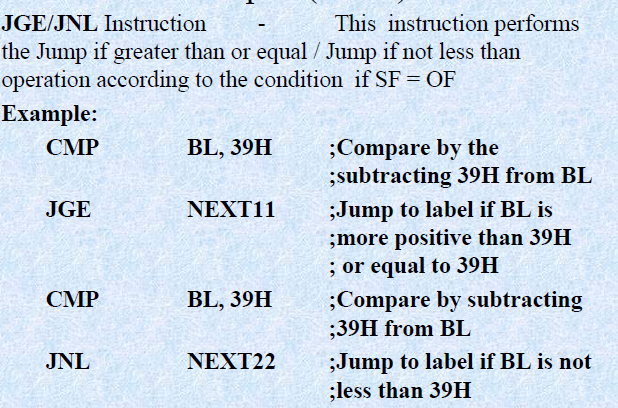 JGE/JNL Instruction - This instruction performs
the Jump if greater than or equal / Jump if not less than
operation according to the condition if SF = OF
Example:
CMP BL, 39H ;Compare by the
;subtracting 39H from BL
JGE NEXT11 ;Jump to label if BL is
;more positive than 39H
; or equal to 39H
CMP BL, 39H ;Compare by subtracting
;39H from BL
JNL NEXT22 ;Jump to label if BL is not
;less than 39H